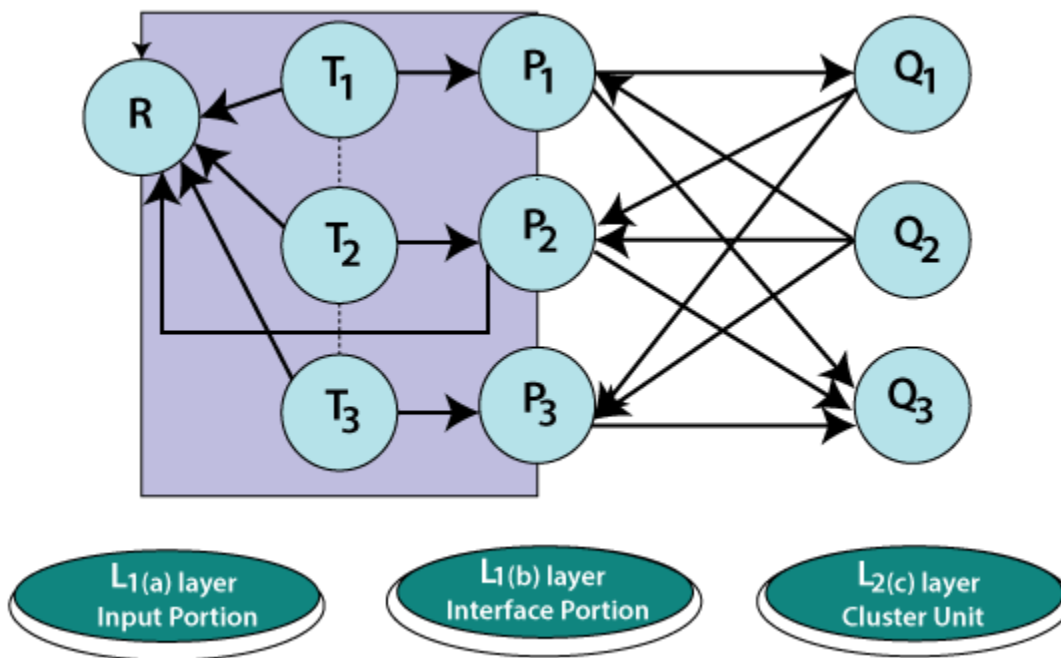 R
T1
P1
Q1
T2
P2
Q2
T3
P3
Q3
L1(a) layer
Input Portion
L1(b) layer
Interface Portion
L2(c) layer
Cluster Unit